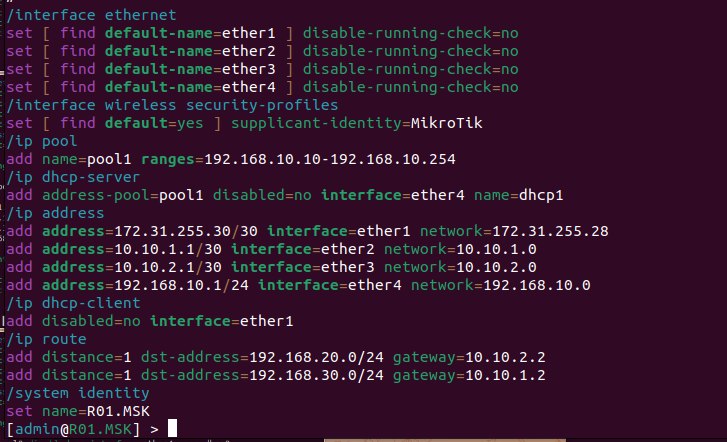 /interface ethernet
set [ find default-name=ether1 ] disable-running-check=no
set [ find default-name=ether2 ] disable-running-check=no
set [ find default-name=ether3 ] disable-running-check=no
set [ find default-name=ether4 ] disable-running-check=no
/interface wireless security-profiles
set [ find default=yes ] supplicant-identity=MikroTik
/ip pool
add name=pool1 ranges=192.168.10.10-192.168.10.254
/ip dhcp-server
add address-pool=pool1 disabled=no interface=ether4 name=dhcp1
/ip address
add address=172.31.255.30/30 interface=ether1 network=172.31.255.28
add address=10.10.1.1/30 interface=ether2 network=10.10.1.0
add address=10.10.2.1/30 interface=ether3 network=10.10.2.0
add address=192.168.10.1/24 interface=ether4 network=192.168.10.0
/ip dhcp-client
add disabled=no interface=ether1
/ip route
add distance=1 dst-address=192.168.20.0/24 gateway=10.10.2.2
add distance=1 dst-address=192.168.30.0/24 gateway=10.10.1.2
/system identity
set name=R01.MSK
[admin@R01.MSK] >